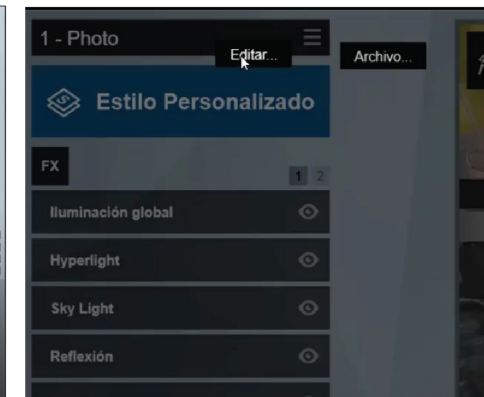 1 - Photo
Editar...
Archivo...
Estilo Personalizado
FX
1 2
Iluminación global
Hyperlight
Sky Light
Reflexión